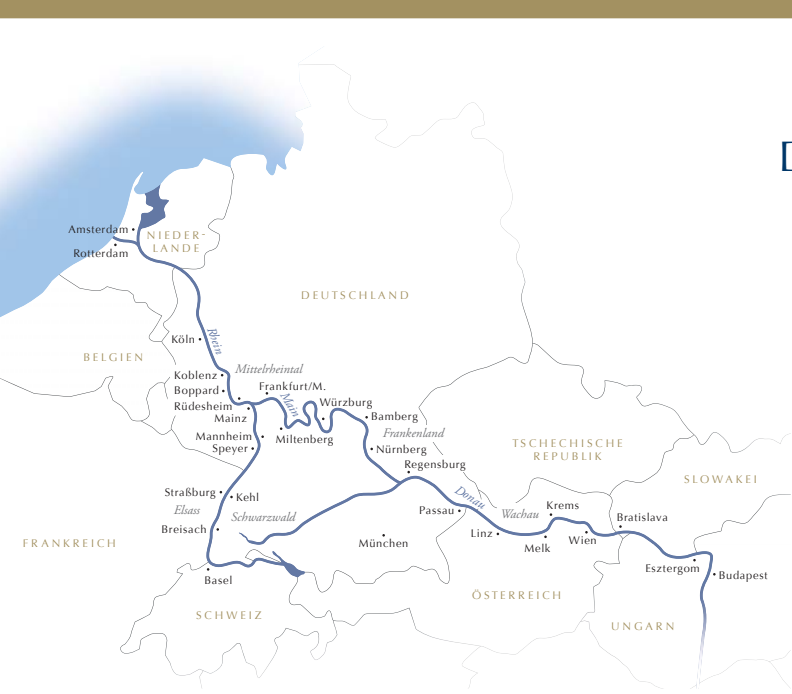 Amsterdam
NIEDER-
LANDE
Rotterdam
DEUTSCHLAND
Köln
Rhein
BELGIEN
Mittelrheintal
Koblenz
Boppard
Frankfurt/M.
Rüdesheim
Main
Würzburg
Mainz
Bamberg
Mannheim
Miltenberg
Frankenland
Speyer
Nürnberg
TSCHECHISCHE
REPUBLIK
Regensburg
SLOWAKEI
Straßburg
Kehl
Donau
Elsass
Schwarzwald
Passau
Wachau
Krems
Bratislava
Breisach
Linz
München
Melk
Wien
FRANKREICH
Esztergom
Basel
Budapest
ÖSTERREICH
SCHWEIZ
UNGARN